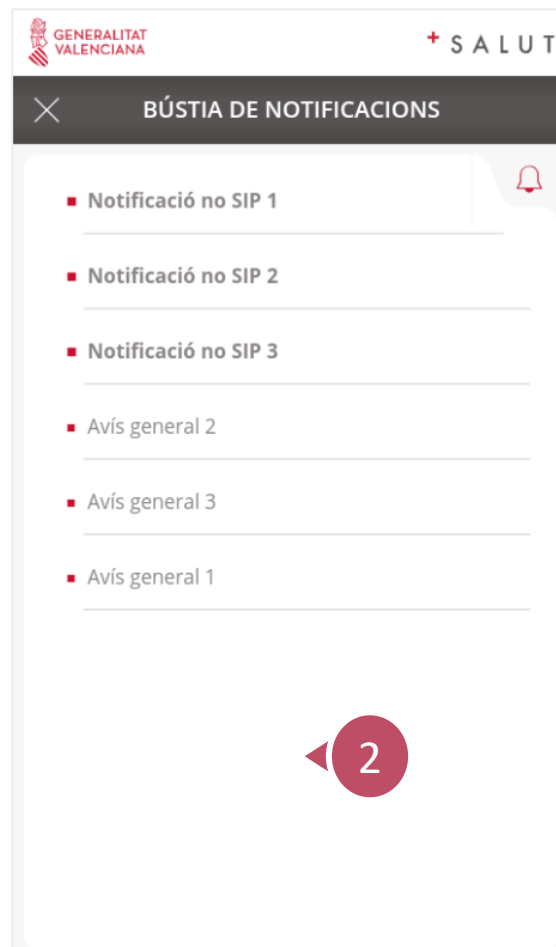 GENERALITAT
VALENCIANA
+SALUT
BÚSTIA DE NOTIFICACIONS
Notificació no SIP 1
Notificació no SIP 2
Notificació no SIP 3
Avís general 2
Avís general 3
Avís general 1
2